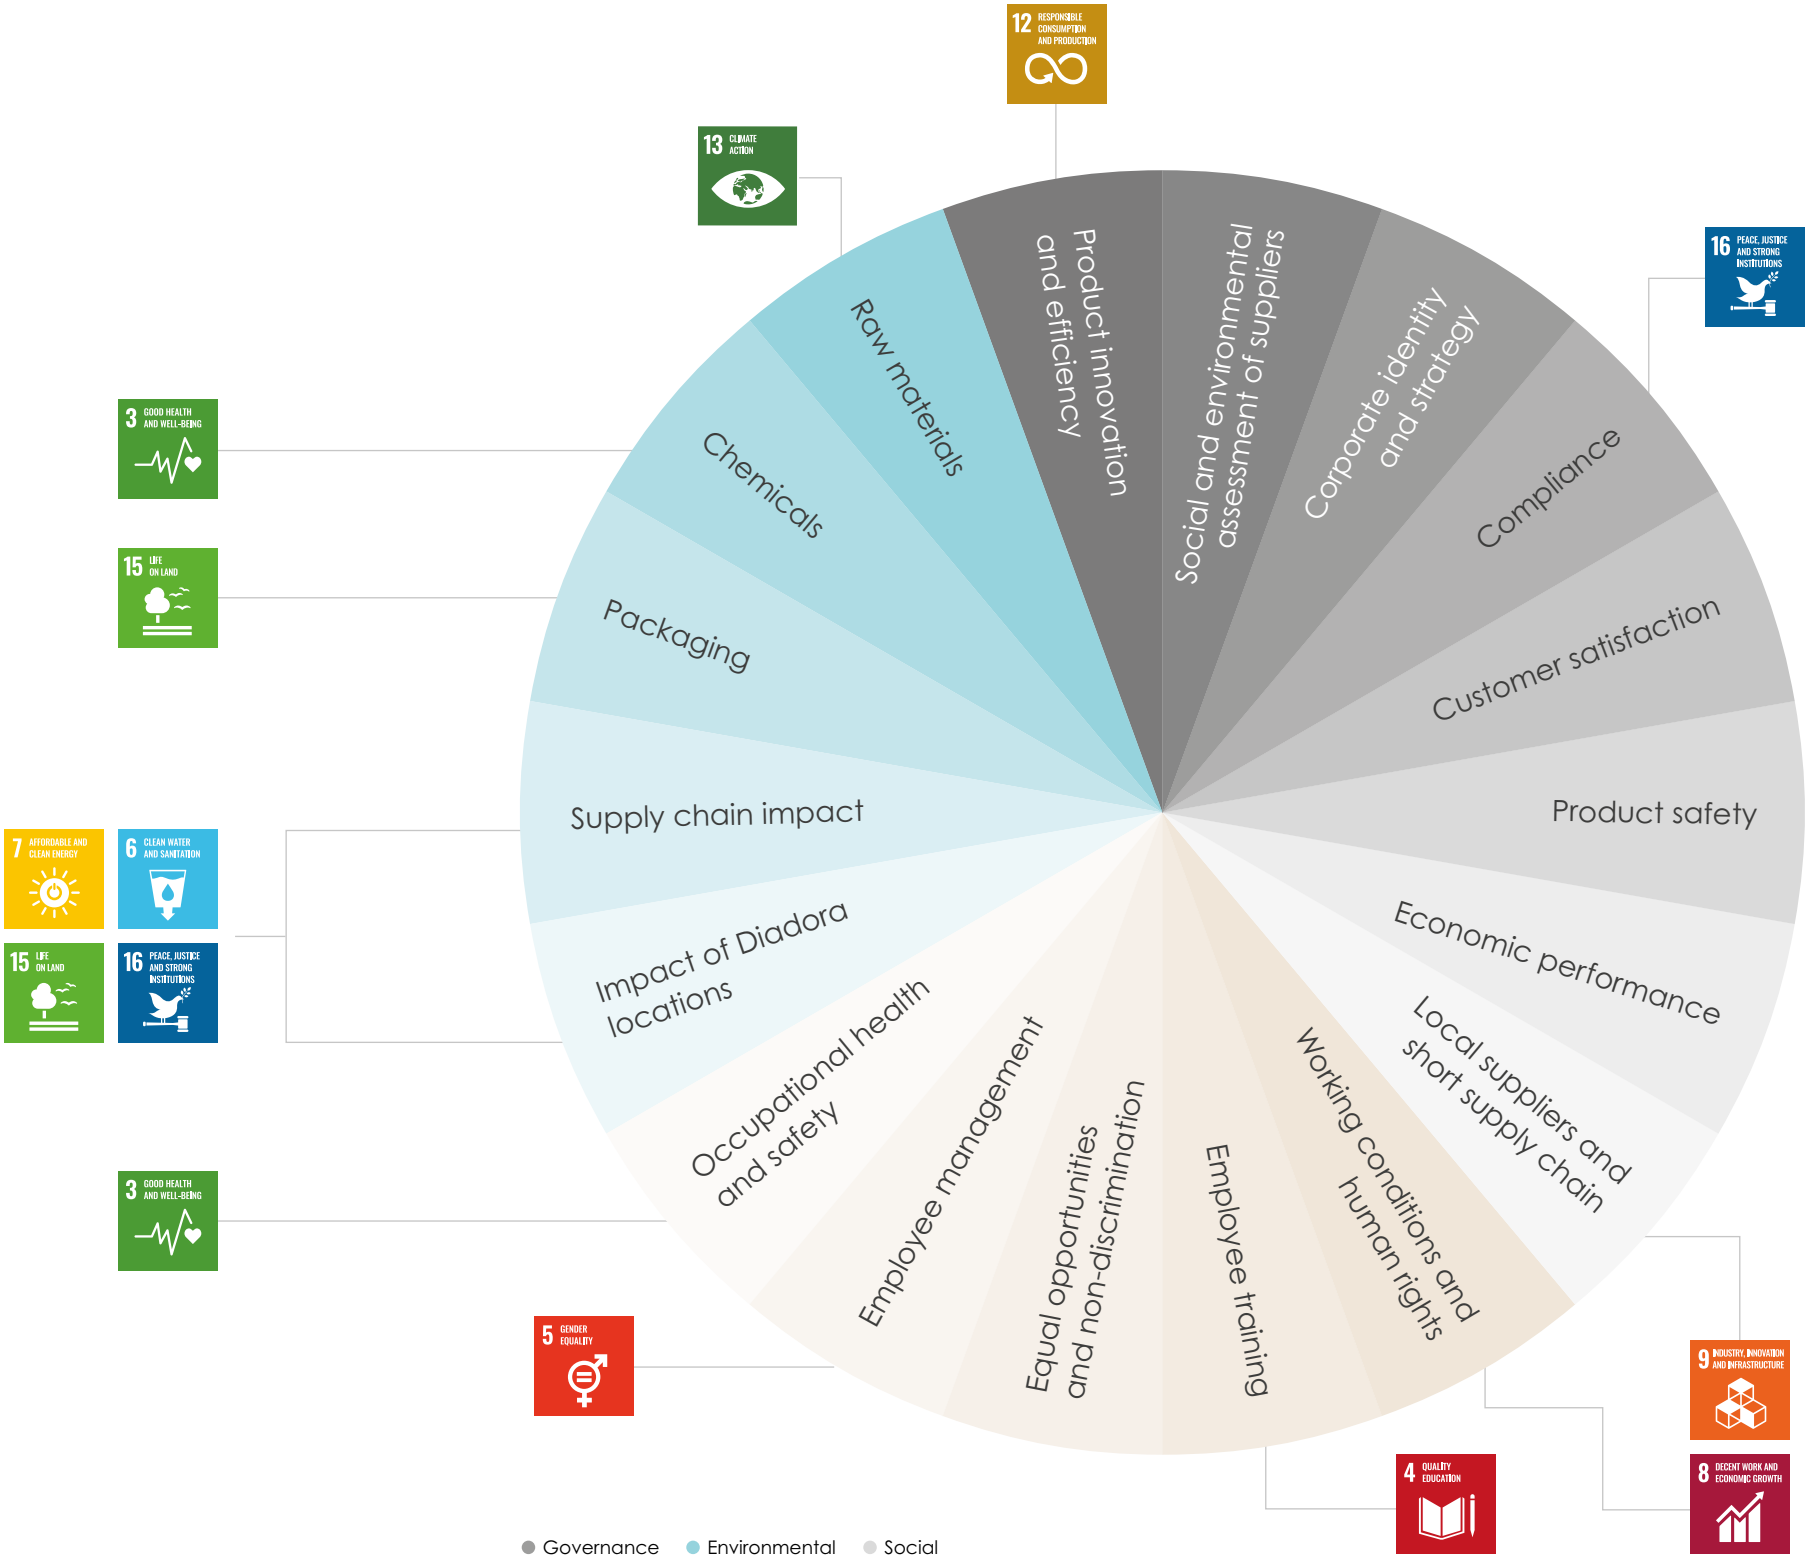 12 RESPONSIBLE
CONSUMPTION
AND PRODUCTION
13 CLIMATE
ACTION
16 PEACE, JUSTICE
AND STRONG
INSTITUTIONS
3 GOOD HEALTH
AND WELL-BEING
15 LIFE
ON LAND
7 AFFORDABLE AND
CLEAN ENERGY
6 CLEAN WATER
AND SANITATION
15 LIFE
ON LAND
16 PEACE, JUSTICE
AND STRONG
INSTITUTIONS
3 GOOD HEALTH
AND WELL-BEING
5 GENDER
EQUALITY
4 QUALITY
EDUCATION
9 INDUSTRY, INNOVATION
AND INFRASTRUCTURE
8 DECENT WORK AND
ECONOMIC GROWTH
Product innovation
and efficiency
Social and environmental
assessment of suppliers
Corporate identity
and strategy
Compliance
Customer satisfaction
Product safety
Economic performance
Local suppliers and
short supply chain
Working conditions and
human rights
Employee training
Equal opportunities
and non-discrimination
Employee management
Occupational health
and safety
Impact of Diadora
locations
Supply chain impact
Packaging
Chemicals
Raw materials
Governance
Environmental
Social